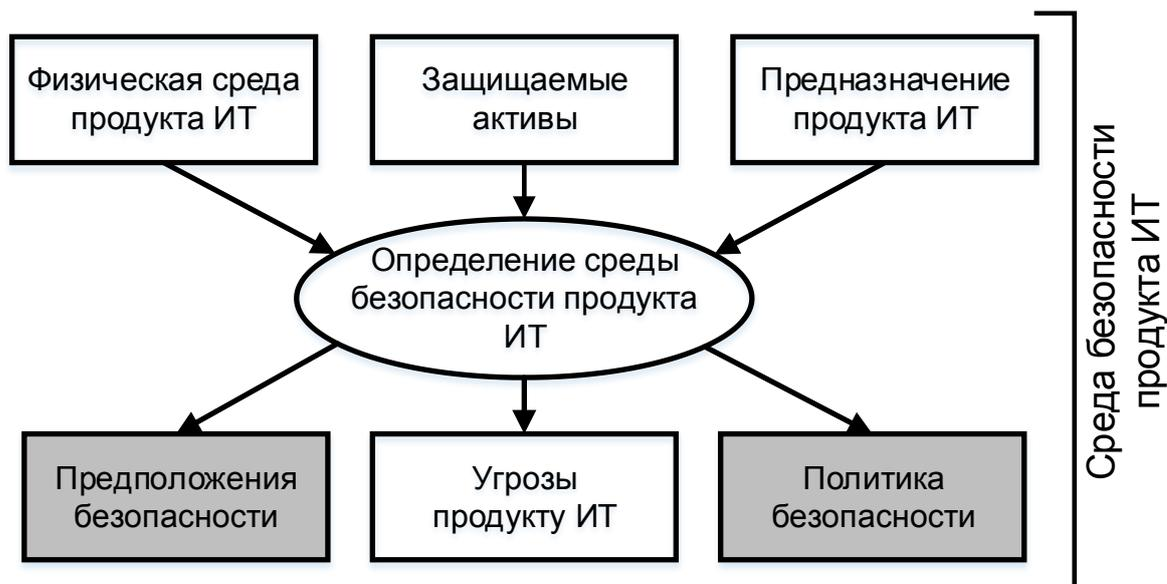 Физическая среда
продукта ИТ
Защищаемые
активы
Предназначение
продукта ИТ
Определение среды
безопасности продукта
ИТ
Предположения
безопасности
Угрозы
продукту ИТ
Политика
безопасности
Среда безопасности
продукта ИТ